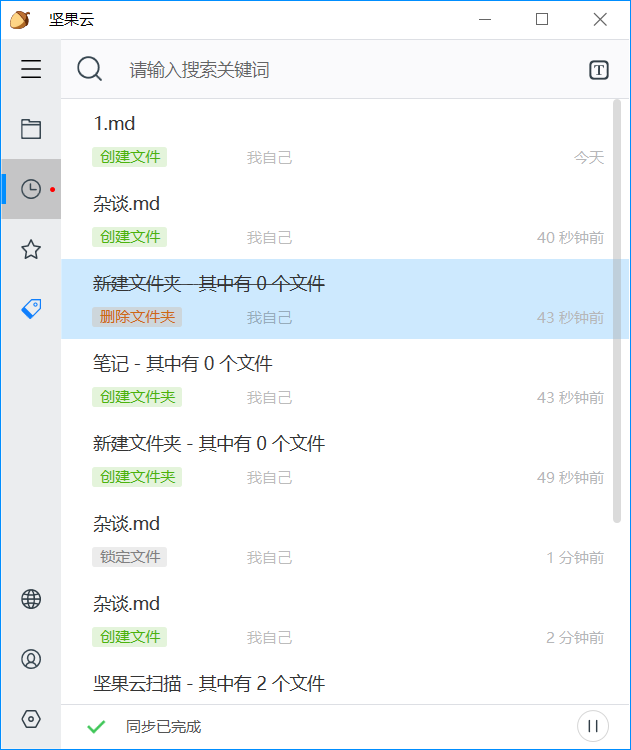 坚果云
请输入搜索关键词
T
1.md
创建文件 我自己 今天
杂谈.md
创建文件 我自己 40 秒钟前
新建文件夹 - 其中有 0 个文件
删除文件夹 我自己 43 秒钟前
笔记 - 其中有 0 个文件
创建文件夹 我自己 43 秒钟前
新建文件夹 - 其中有 0 个文件
创建文件夹 我自己 49 秒钟前
杂谈.md
锁定文件 我自己 1 分钟前
杂谈.md
创建文件 我自己 2 分钟前
坚果云扫描 - 其中有 2 个文件
同步已完成